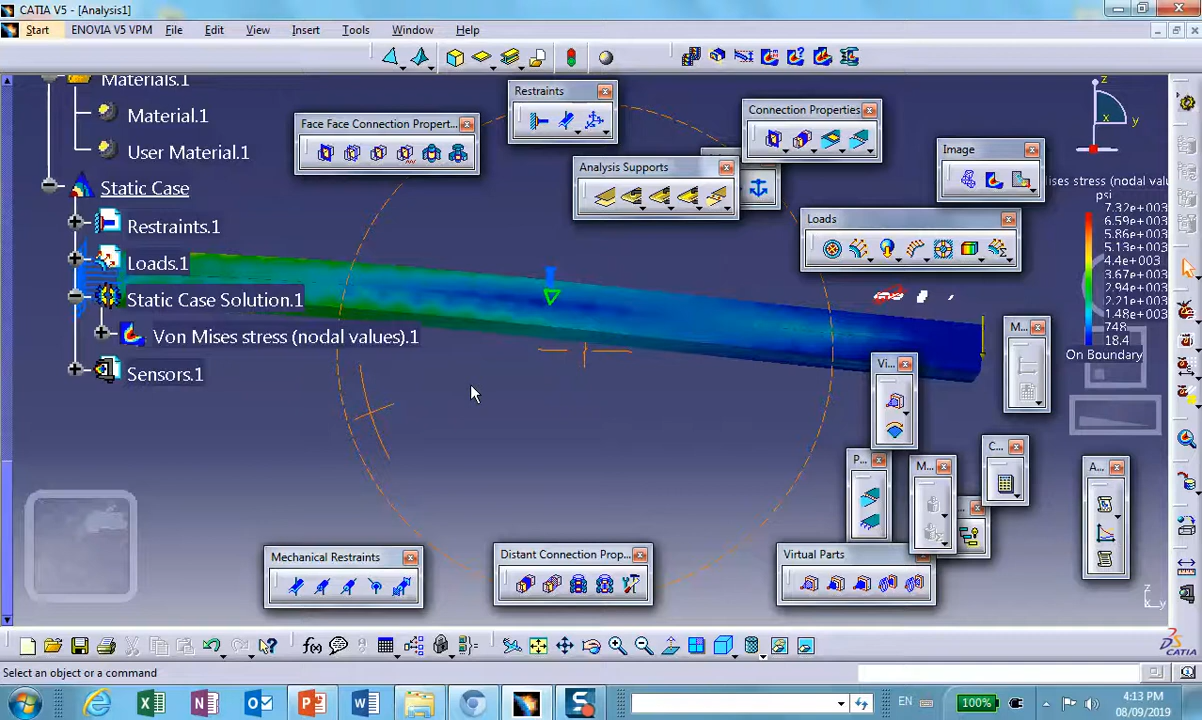 CATIA V5 - [Analysis1]
Start ENOVIA V5 VPM File Edit View Insert Tools Window Help
Materials.1
Material.1
User Material.1
Static Case
Restraints.1
Loads.1
Static Case Solution.1
Von Mises stress (nodal values).1
Sensors.1
Face Face Connection Propert...
Restraints
Analysis Supports
Connection Properties
Image
Loads
z
x
y
mises stress (nodal valu
psi
7.32e+003
6.59e+003
5.86e+003
5.13e+003
4.4e+003
3.67e+003
2.94e+003
2.21e+003
1.48e+003
748
18.4
On Boundary
M...
Vi...
P...
M...
C...
A...
Mechanical Restraints
Distant Connection Prop...
Virtual Parts
z
x y
f(x)
CATIA
Select an object or a command
EN
100%
4:13 PM
08/09/2019